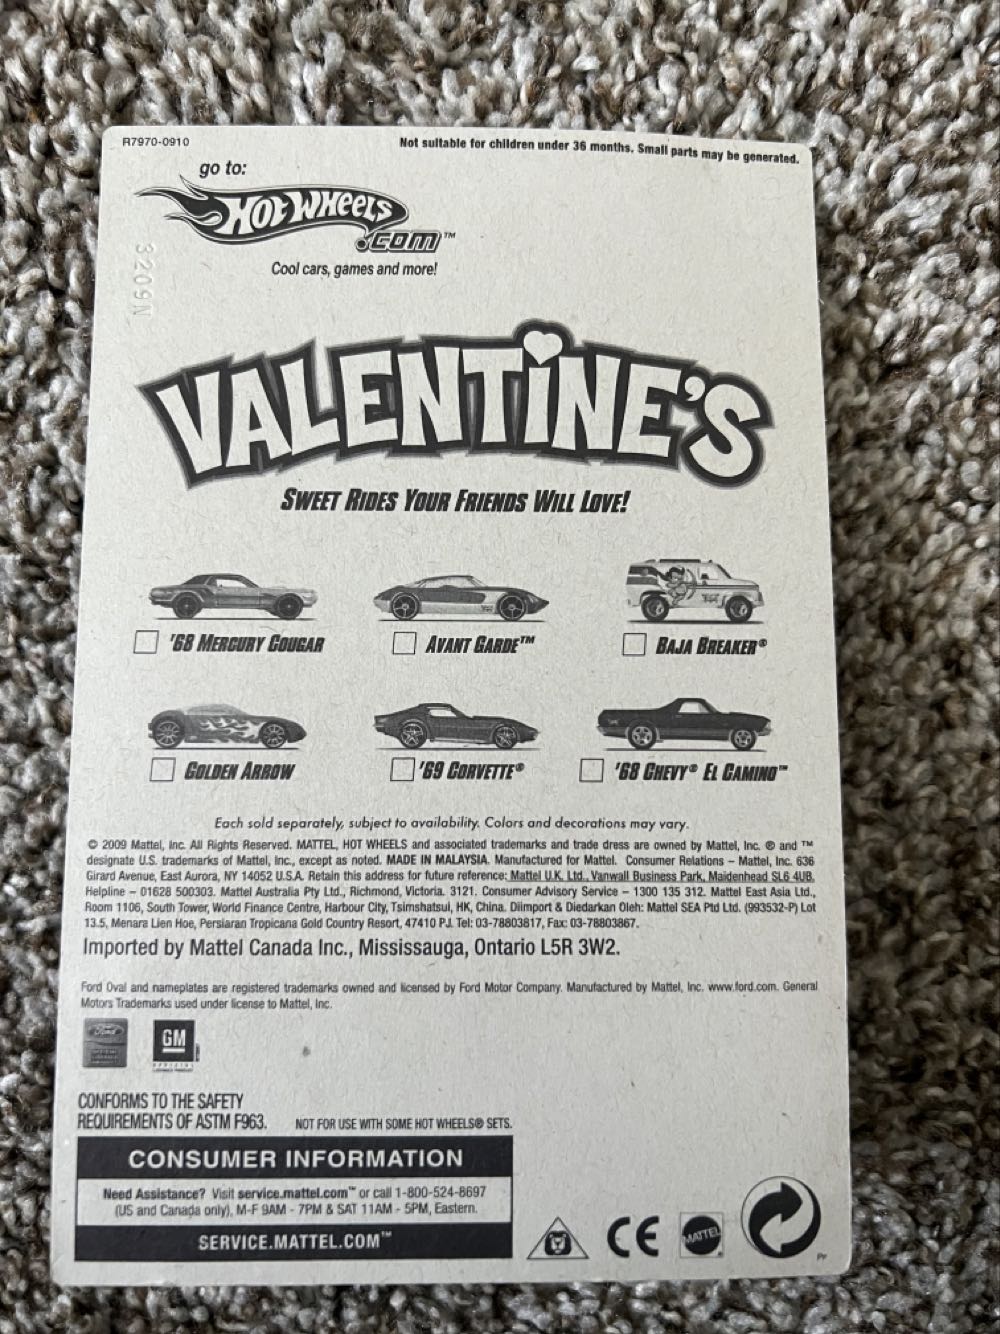 R7970-0910
Not suitable for children under 36 months. Small parts may be generated.
go to:
HOT WHEELS
.COM™
Cool cars, games and more!
3209N
VALENTINE'S
SWEET RIDES YOUR FRIENDS WILL LOVE!
'68 MERCURY COUGAR
AVANT GARDE™
BAJA BREAKER®
GOLDEN ARROW
'69 CORVETTE®
'68 CHEVY® EL CAMINO™
Each sold separately, subject to availability. Colors and decorations may vary.
© 2009 Mattel, Inc. All Rights Reserved. MATTEL, HOT WHEELS and associated trademarks and trade dress are owned by Mattel, Inc. ® and ™
designate U.S. trademarks of Mattel, Inc., except as noted. MADE IN MALAYSIA. Manufactured for Mattel. Consumer Relations – Mattel, Inc. 636
Girard Avenue, East Aurora, NY 14052 U.S.A. Retain this address for future reference: Mattel U.K. Ltd., Vanwall Business Park, Maidenhead SL6 4UB.
Helpline – 01628 500303. Mattel Australia Pty Ltd., Richmond, Victoria. 3121. Consumer Advisory Service – 1300 135 312. Mattel East Asia Ltd.,
Room 1106, South Tower, World Finance Centre, Harbour City, Tsimshatsui, HK, China. Diimport & Diedarkan Oleh: Mattel SEA Ptd Ltd. (993532-P) Lot
13.5, Menara Lien Hoe, Persiaran Tropicana Gold Country Resort, 47410 PJ. Tel: 03-78803817, Fax: 03-78803867.
Imported by Mattel Canada Inc., Mississauga, Ontario L5R 3W2.
Ford Oval and nameplates are registered trademarks owned and licensed by Ford Motor Company. Manufactured by Mattel, Inc. www.ford.com. General
Motors Trademarks used under license to Mattel, Inc.
Ford
GM
OFFICIAL
CONFORMS TO THE SAFETY
REQUIREMENTS OF ASTM F963.
NOT FOR USE WITH SOME HOT WHEELS® SETS.
CONSUMER INFORMATION
Need Assistance? Visit service.mattel.com™ or call 1-800-524-8697
(US and Canada only), M-F 9AM - 7PM & SAT 11AM - 5PM, Eastern.
SERVICE.MATTEL.COM™
CE
MATTEL
PP